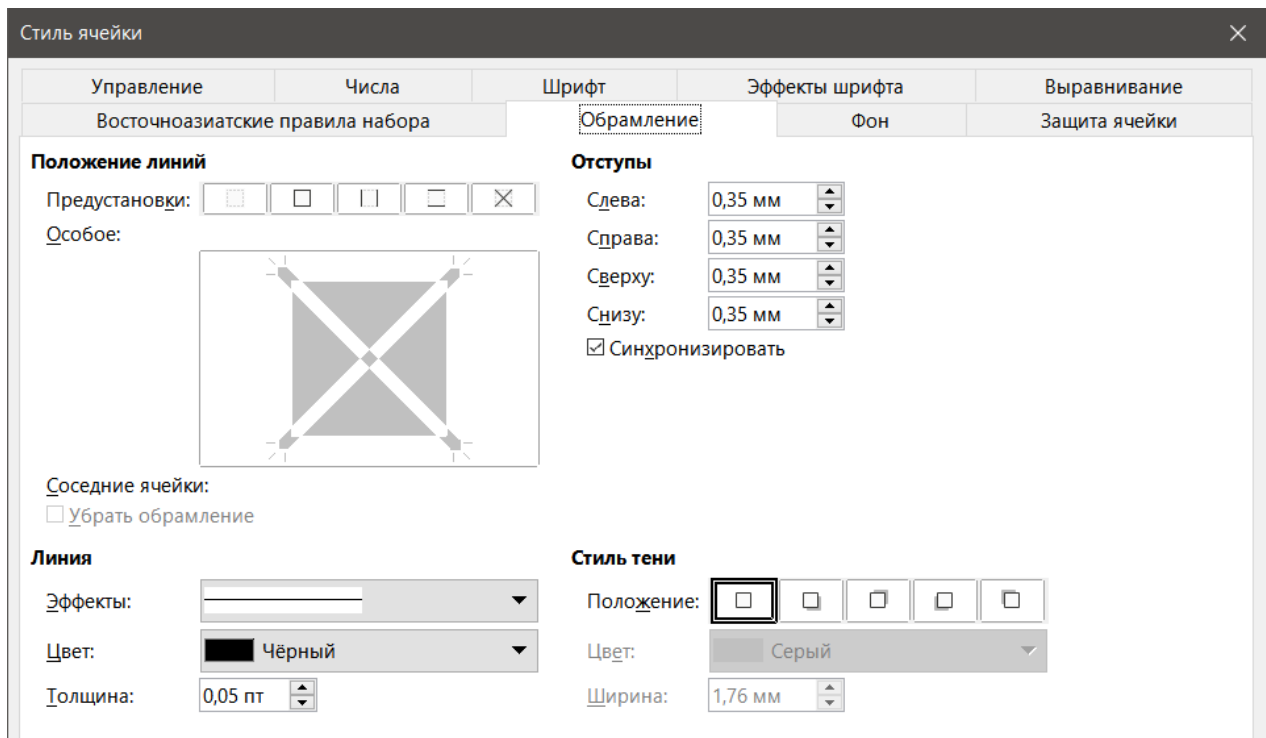 Стиль ячейки
Управление Числа Шрифт Эффекты шрифта Выравнивание
Восточноазиатские правила набора Обрамление Фон Защита ячейки
Положение линий
Предустановки:
Особое:
Соседние ячейки:
Убрать обрамление
Отступы
Слева: 0,35 мм
Справа: 0,35 мм
Сверху: 0,35 мм
Снизу: 0,35 мм
Синхронизировать
Линия
Эффекты:
Цвет: Чёрный
Толщина: 0,05 пт
Стиль тени
Положение:
Цвет: Серый
Ширина: 1,76 мм